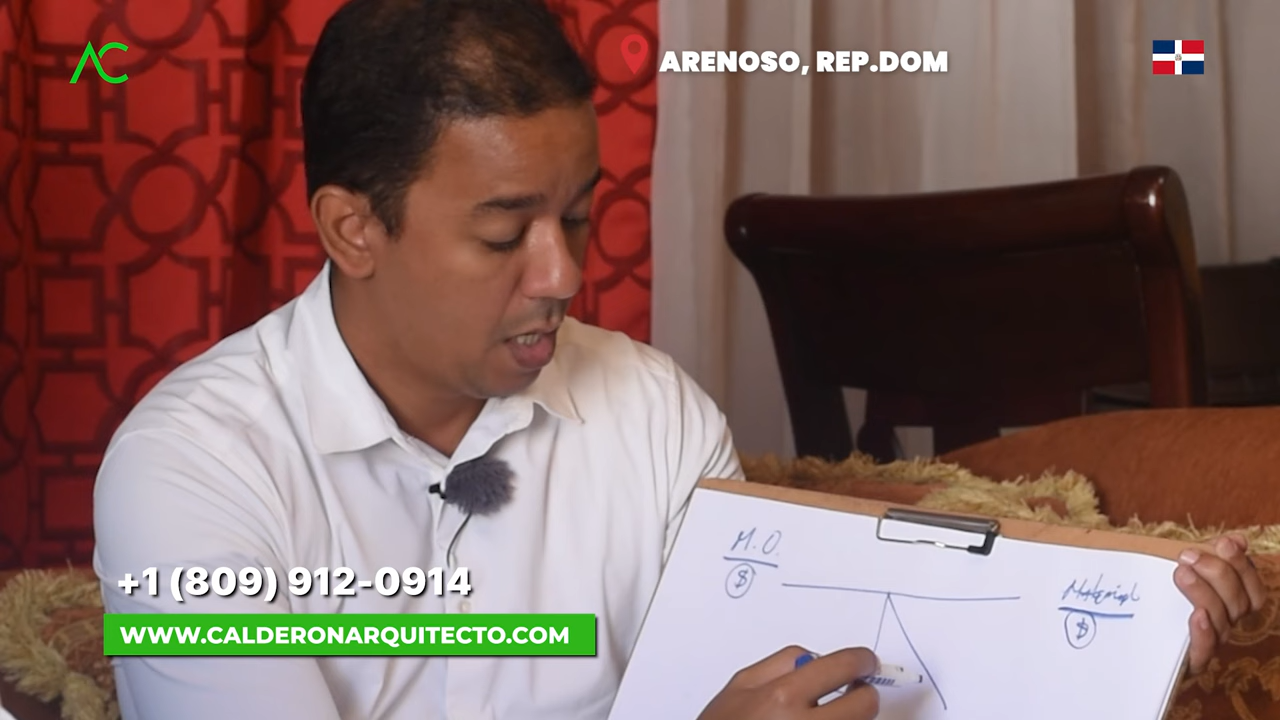 AC
ARENOSO, REP.DOM
M.O.
$
Material
$
+1 (809) 912-0914
WWW.CALDERONARQUITECTO.COM